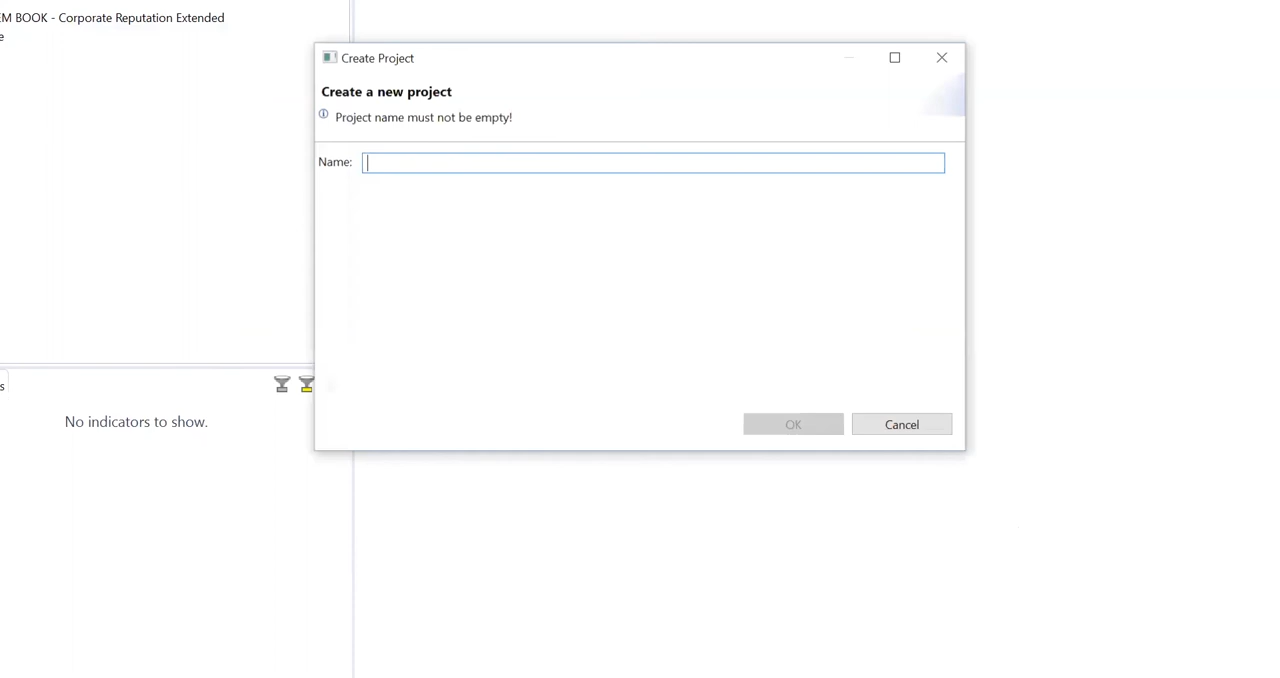 EM BOOK - Corporate Reputation Extended
e
Create Project
Create a new project
Project name must not be empty!
Name:
s
No indicators to show.
OK
Cancel